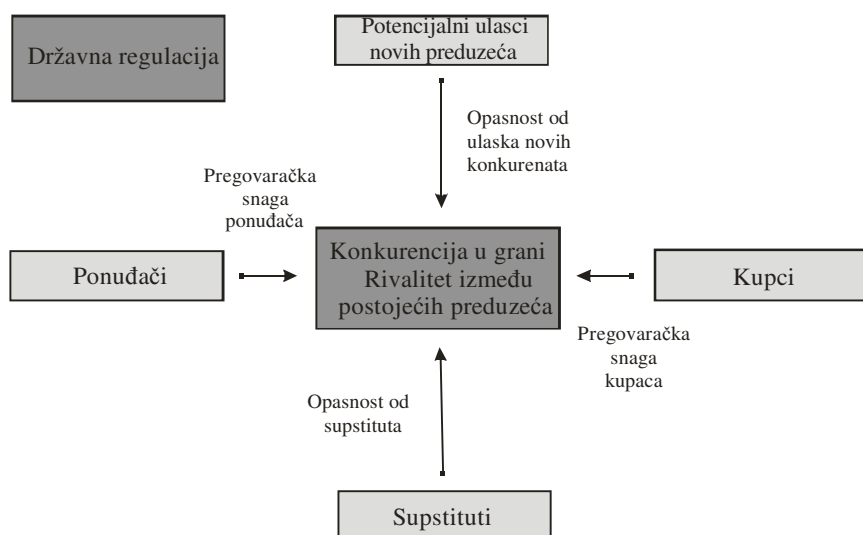 Državna regulacija
Potencijalni ulasci
novih preduzeća
Opasnost od
ulaska novih
konkurenata
Pregovaračka
snaga
ponuđača
Ponuđači
Konkurencija u grani
Rivalitet između
postojećih preduzeća
Kupci
Pregovaračka
snaga
kupaca
Opasnost od
supstituta
Supstituti